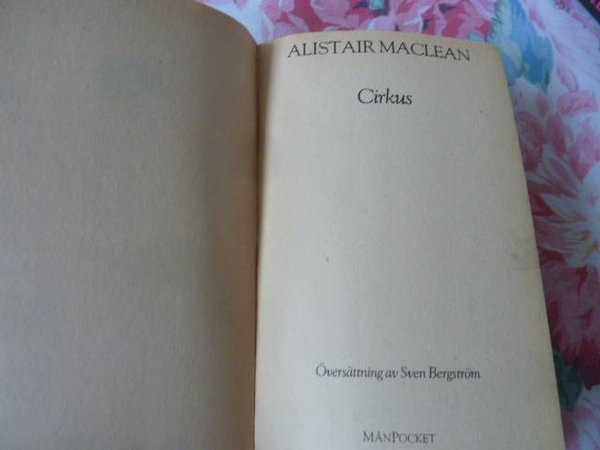 ALISTAIR MACLEAN
Cirkus
Översättning av Sven Bergström
MÅNPOCKET